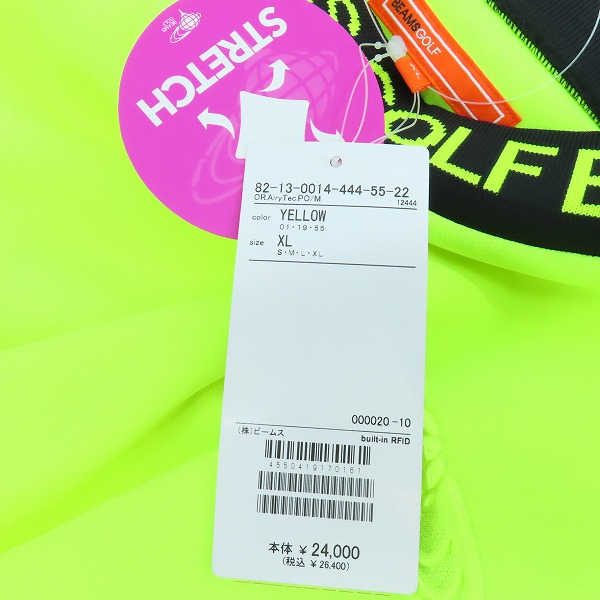 STRETCH
BEAMS GOLF
XL
OLF B
82-13-0014-444-55-22
OR.AiryTec PO/M
12444
color YELLOW
01・19・55
size XL
S・M・L・XL
000020-10
(株)ビームス
built-in RFID
4550419170161
本体 ¥ 24,000
(税込 ¥ 26,400)